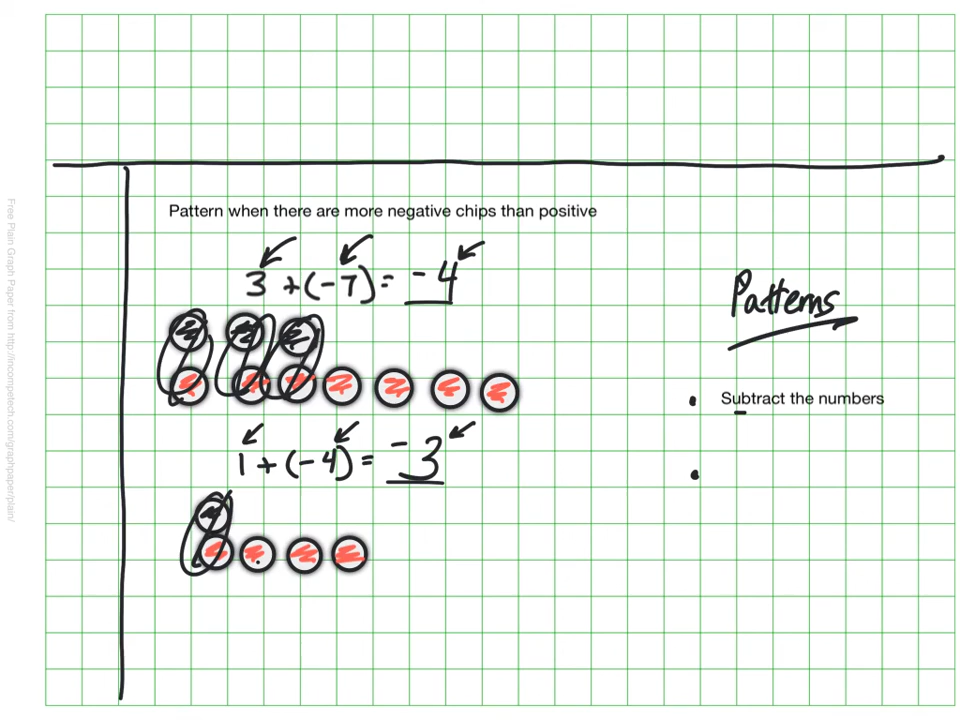 Pattern when there are more negative chips than positive
3 + (-7) = -4
Patterns
• Subtract the numbers
1 + (-4) = -3
•
Free Plain Graph Paper from http://incompetech.com/graphpaper/plain/